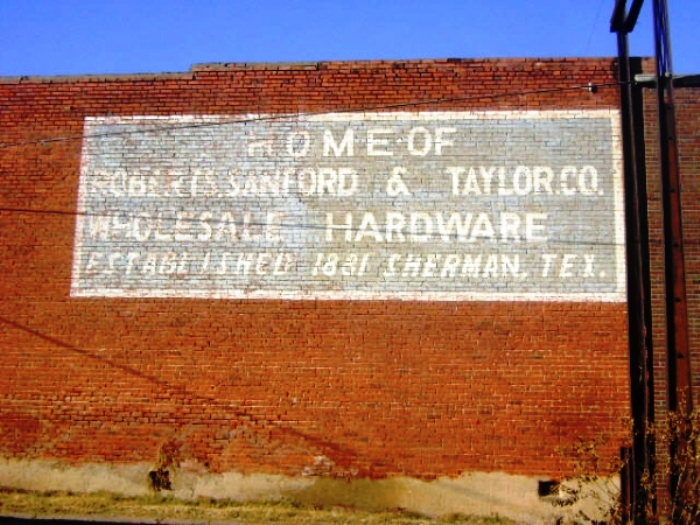 HOME OF
ROBERTS, SANFORD & TAYLOR.CO.
WHOLESALE HARDWARE
ESTABLISHED 1881 SHERMAN, TEX.